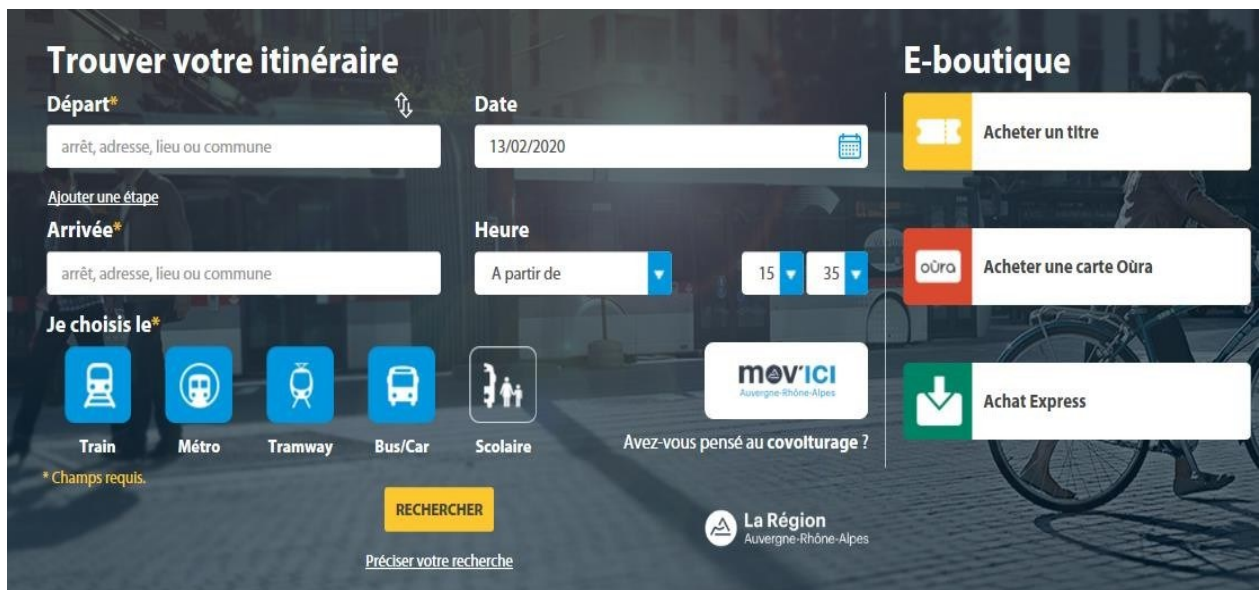 Trouver votre itinéraire
Départ*
arrêt, adresse, lieu ou commune
Ajouter une étape
Arrivée*
arrêt, adresse, lieu ou commune
Date
13/02/2020
Heure
A partir de
15 35
Je choisis le*
Train Métro Tramway Bus/Car Scolaire
* Champs requis.
mov'ICI
Auvergne-Rhône-Alpes
Avez-vous pensé au covoiturage ?
RECHERCHER
Préciser votre recherche
La Région
Auvergne-Rhône-Alpes
E-boutique
Acheter un titre
oùra
Acheter une carte Oùra
Achat Express